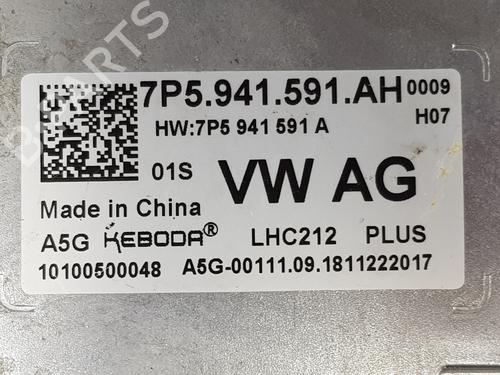 7P5.941.591.AH 0009
HW:7P5 941 591 A H07
01S VW AG
Made in China
A5G KEBODA® LHC212 PLUS
10100500048 A5G-00111.09.1811222017